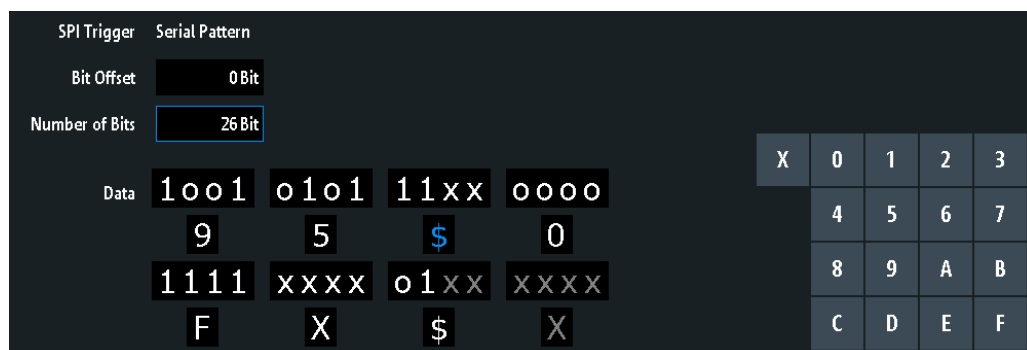 SPI Trigger Serial Pattern
Bit Offset 0 Bit
Number of Bits 26 Bit
X 0 1 2 3
Data 1oo1 o1o1 11xx oooo
4 5 6 7
9 5 $ 0
8 9 A B
1111 xxxx o1xx xxxx
C D E F
F X $ X